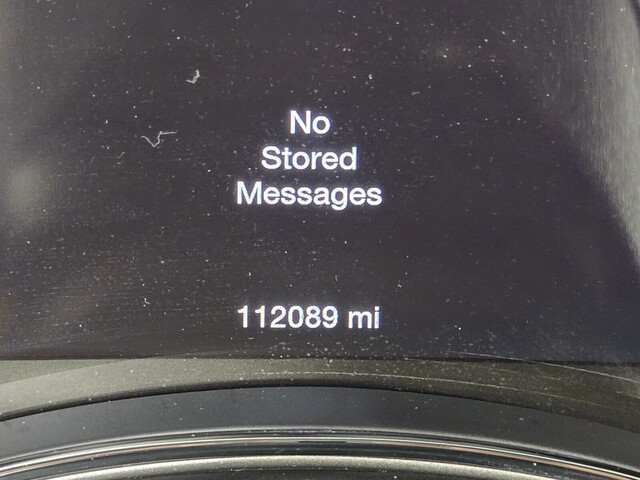 No
Stored
Messages
112089 mi